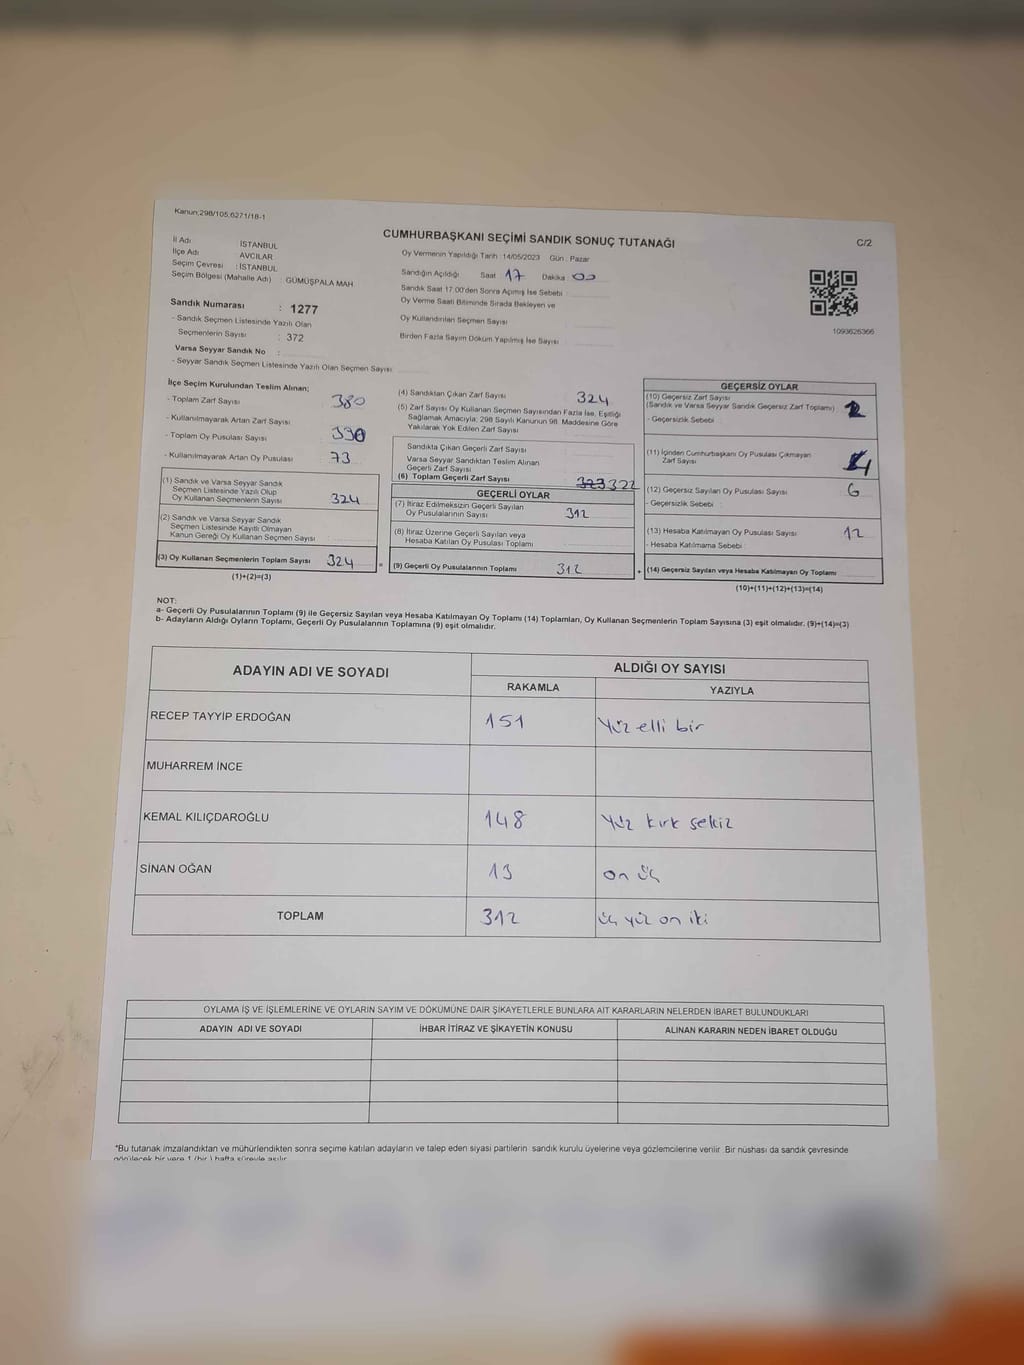 Kanun;298/105,6271/18-1
CUMHURBAŞKANI SEÇİMİ SANDIK SONUÇ TUTANAĞI
C/2
İl Adı : İSTANBUL
İlçe Adı : AVCILAR
Seçim Çevresi : İSTANBUL
Seçim Bölgesi (Mahalle Adı) : GÜMÜŞPALA MAH
Sandık Numarası : 1277
- Sandık Seçmen Listesinde Yazılı Olan
Seçmenlerin Sayısı : 372
Varsa Seyyar Sandık No :
- Seyyar Sandık Seçmen Listesinde Yazılı Olan Seçmen Sayısı
Oy Vermenin Yapıldığı Tarih : 14/05/2023 Gün : Pazar
Sandığın Açıldığı Saat : 17 Dakika : 00
Sandık Saat 17.00'den Sonra Açımış İse Sebebi :
Oy Verme Saati Bitiminde Sırada Bekleyen ve
Oy Kullandırılan Seçmen Sayısı :
Birden Fazla Sayım Döküm Yapılmış İse Sayısı :
1093626366
İlçe Seçim Kurulundan Teslim Alınan;
- Toplam Zarf Sayısı : 380
- Kullanılmayarak Artan Zarf Sayısı :
- Toplam Oy Pusulası Sayısı : 390
- Kullanılmayarak Artan Oy Pusulası : 73
(1) Sandık ve Varsa Seyyar Sandık
Seçmen Listesinde Yazılı Olup
Oy Kullanan Seçmenlerin Sayısı : 324
(2) Sandık ve Varsa Seyyar Sandık
Seçmen Listesinde Kayıtlı Olmayan
Kanun Gereği Oy Kullanan Seçmen Sayısı :
(3) Oy Kullanan Seçmenlerin Toplam Sayısı : 324
(1)+(2)=(3)
(4) Sandıktan Çıkan Zarf Sayısı : 324
(5) Zarf Sayısı Oy Kullanan Seçmen Sayısından Fazla İse, Eşitliği
Sağlamak Amacıyla; 298 Sayılı Kanunun 98. Maddesine Göre
Yakılarak Yok Edilen Zarf Sayısı :
Sandıkta Çıkan Geçerli Zarf Sayısı :
Varsa Seyyar Sandıktan Teslim Alınan
Geçerli Zarf Sayısı :
(6) Toplam Geçerli Zarf Sayısı : 323 322
GEÇERLİ OYLAR
(7) İtiraz Edilmeksizin Geçerli Sayılan
Oy Pusulalarının Sayısı : 312
(8) İtiraz Üzerine Geçerli Sayılan veya
Hesaba Katılan Oy Pusulası Toplamı :
(9) Geçerli Oy Pusulalarının Toplamı : 312
GEÇERSİZ OYLAR
(10) Geçersiz Zarf Sayısı
(Sandık ve Varsa Seyyar Sandık Geçersiz Zarf Toplamı) : 2
- Geçersizlik Sebebi :
(11) İçinden Cumhurbaşkanı Oy Pusulası Çıkmayan
Zarf Sayısı : 4
(12) Geçersiz Sayılan Oy Pusulası Sayısı : 6
- Geçersizlik Sebebi :
(13) Hesaba Katılmayan Oy Pusulası Sayısı : 12
- Hesaba Katılmama Sebebi :
(14) Geçersiz Sayılan veya Hesaba Katılmayan Oy Toplamı
(10)+(11)+(12)+(13)=(14)
NOT:
a- Geçerli Oy Pusulalarının Toplamı (9) ile Geçersiz Sayılan veya Hesaba Katılmayan Oy Toplamı (14) Toplamları, Oy Kullanan Seçmenlerin Toplam Sayısına (3) eşit olmalıdır. (9)+(14)=(3)
b- Adayların Aldığı Oyların Toplamı, Geçerli Oy Pusulalarının Toplamına (9) eşit olmalıdır.
ADAYIN ADI VE SOYADI ALDIĞI OY SAYISI
RAKAMLA YAZIYLA
RECEP TAYYİP ERDOĞAN 151 Yüz elli bir
MUHARREM İNCE
KEMAL KILIÇDAROĞLU 148 Yüz kırk sekiz
SİNAN OĞAN 13 on üç
TOPLAM 312 üç yüz on iki
OYLAMA İŞ VE İŞLEMLERİNE VE OYLARIN SAYIM VE DÖKÜMÜNE DAİR ŞİKAYETLERLE BUNLARA AİT KARARLARIN NELERDEN İBARET BULUNDUKLARI
ADAYIN ADI VE SOYADI İHBAR İTİRAZ VE ŞİKAYETİN KONUSU ALINAN KARARIN NEDEN İBARET OLDUĞU
*Bu tutanak imzalandıktan ve mühürlendikten sonra seçime katılan adayların ve talep eden siyasi partilerin sandık kurulu üyelerine veya gözlemcilerine verilir. Bir nüshası da sandık çevresinde
görülecek bir yere 1 (bir ) hafta süreyle asılır.